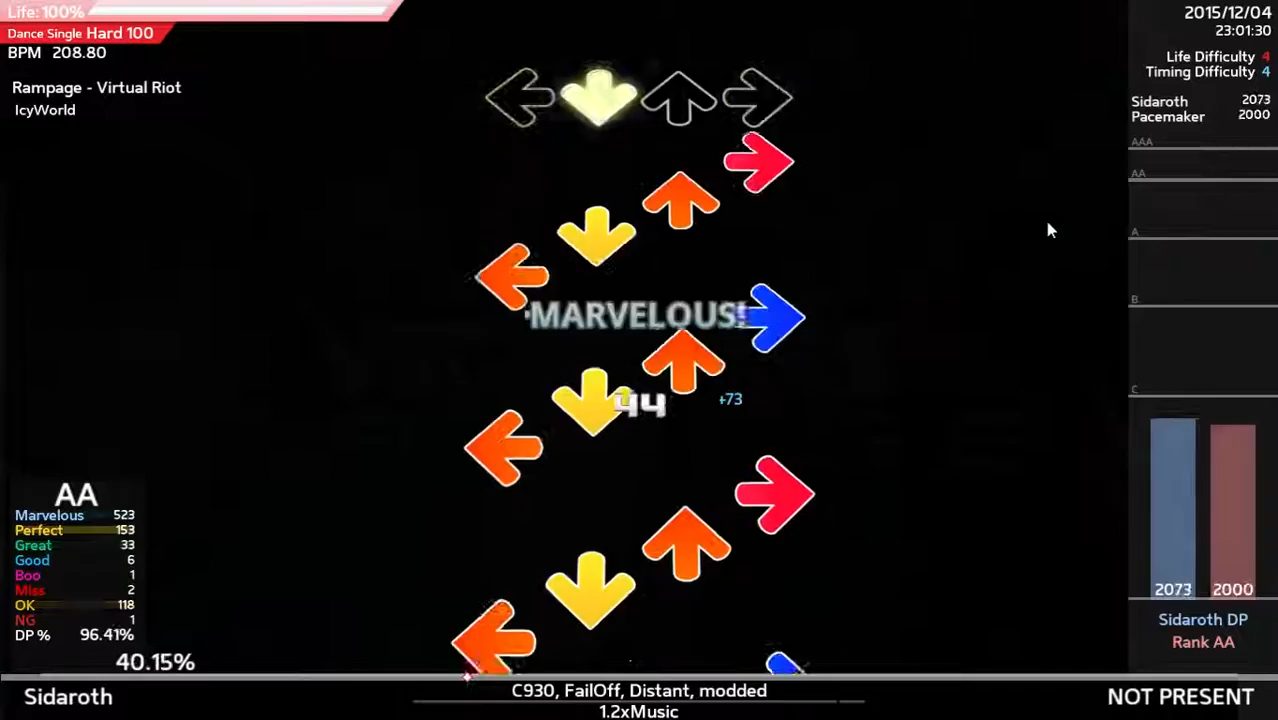 Life: 100%
Dance Single Hard 100
BPM 208.80
Rampage - Virtual Riot
IcyWorld
2015/12/04
23:01:30
Life Difficulty 4
Timing Difficulty 4
Sidaroth 2073
Pacemaker 2000
AAA
AA
A
B
C
MARVELOUS!
44
+73
AA
Marvelous 523
Perfect 153
Great 33
Good 6
Boo 1
Miss 2
OK 118
NG 1
DP % 96.41%
40.15%
2073
2000
Sidaroth DP
Rank AA
Sidaroth
C930, FailOff, Distant, modded
1.2xMusic
NOT PRESENT